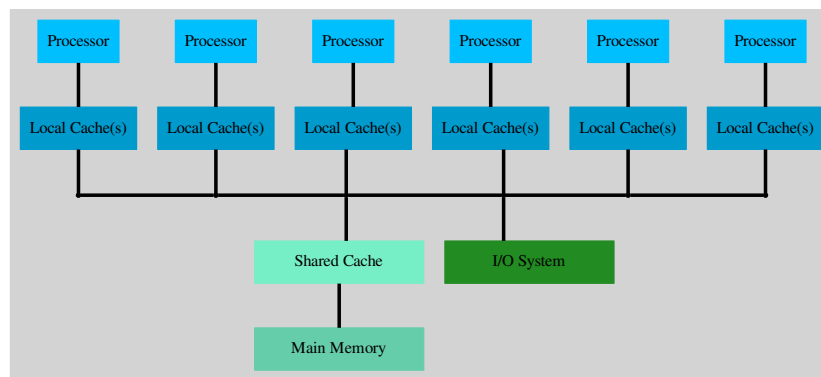 Processor Processor Processor Processor Processor Processor
Local Cache(s) Local Cache(s) Local Cache(s) Local Cache(s) Local Cache(s) Local Cache(s)
Shared Cache I/O System
Main Memory